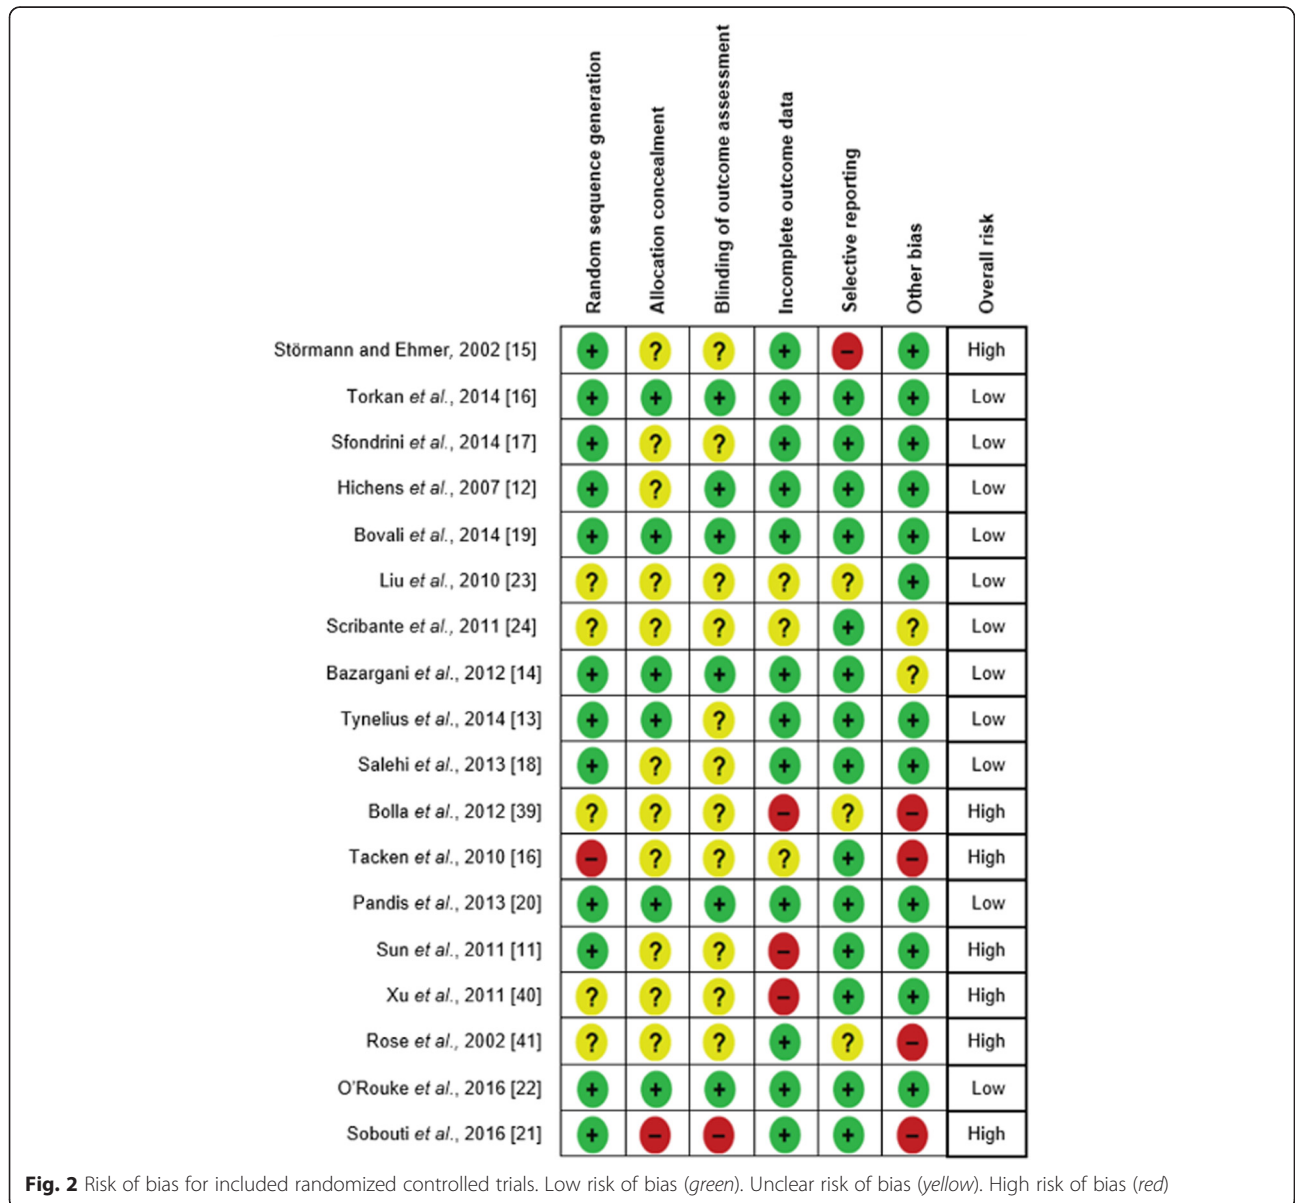 Random sequence generation
Allocation concealment
Blinding of outcome assessment
Incomplete outcome data
Selective reporting
Other bias
Overall risk
Störmann and Ehmer, 2002 [15] + ? ? + − + High
Torkan et al., 2014 [16] + + + + + + Low
Sfondrini et al., 2014 [17] + ? ? + + + Low
Hichens et al., 2007 [12] + ? + + + + Low
Bovali et al., 2014 [19] + + + + + + Low
Liu et al., 2010 [23] ? ? ? ? ? + Low
Scribante et al., 2011 [24] ? ? ? ? + ? Low
Bazargani et al., 2012 [14] + + + + + ? Low
Tynelius et al., 2014 [13] + + ? + + + Low
Salehi et al., 2013 [18] + ? ? + + + Low
Bolla et al., 2012 [39] ? ? ? − ? − High
Tacken et al., 2010 [16] − ? ? ? + − High
Pandis et al., 2013 [20] + + + + + + Low
Sun et al., 2011 [11] + ? ? − + + High
Xu et al., 2011 [40] ? ? ? − + + High
Rose et al., 2002 [41] ? ? ? + ? − High
O'Rouke et al., 2016 [22] + + + + + + Low
Sobouti et al., 2016 [21] + − − + + − High
Fig. 2 Risk of bias for included randomized controlled trials. Low risk of bias (green). Unclear risk of bias (yellow). High risk of bias (red)